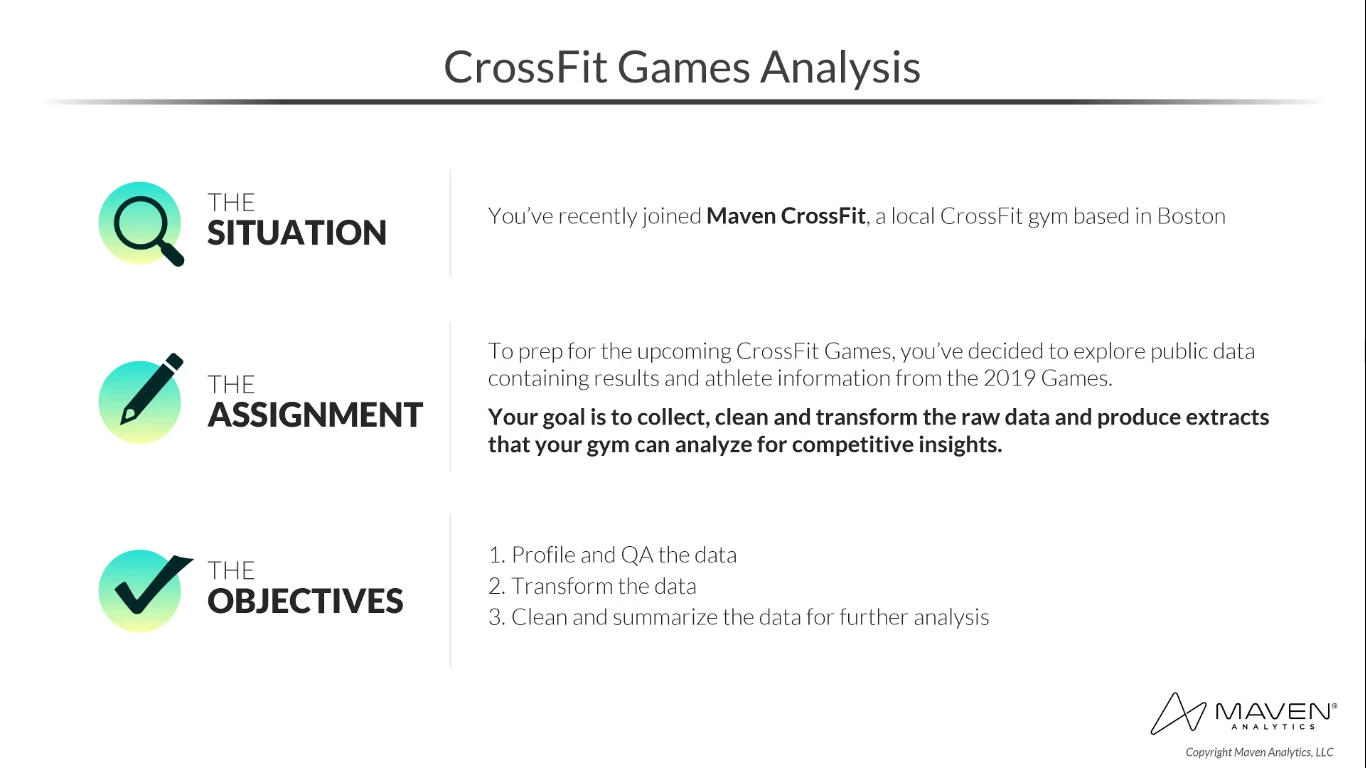 CrossFit Games Analysis
THE
SITUATION
You’ve recently joined Maven CrossFit, a local CrossFit gym based in Boston
THE
ASSIGNMENT
To prep for the upcoming CrossFit Games, you’ve decided to explore public data
containing results and athlete information from the 2019 Games.
Your goal is to collect, clean and transform the raw data and produce extracts
that your gym can analyze for competitive insights.
THE
OBJECTIVES
1. Profile and QA the data
2. Transform the data
3. Clean and summarize the data for further analysis
MAVEN®
ANALYTICS
Copyright Maven Analytics, LLC